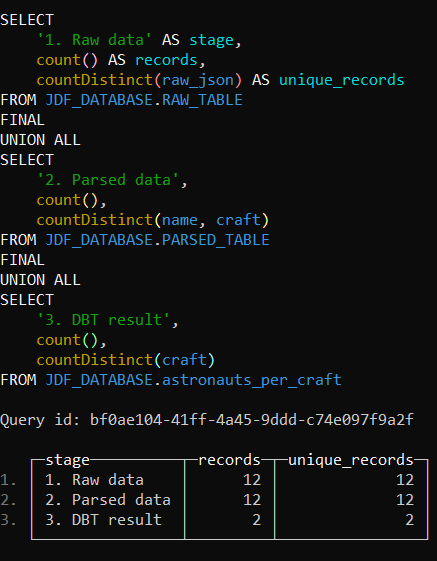 SELECT
    '1. Raw data' AS stage,
    count() AS records,
    countDistinct(raw_json) AS unique_records
FROM JDF_DATABASE.RAW_TABLE
FINAL
UNION ALL
SELECT
    '2. Parsed data',
    count(),
    countDistinct(name, craft)
FROM JDF_DATABASE.PARSED_TABLE
FINAL
UNION ALL
SELECT
    '3. DBT result',
    count(),
    countDistinct(craft)
FROM JDF_DATABASE.astronauts_per_craft
Query id: bf0ae104-41ff-4a45-9ddd-c74e097f9a2f
stage records unique_records
1. 1. Raw data 12 12
2. 2. Parsed data 12 12
3. 3. DBT result 2 2